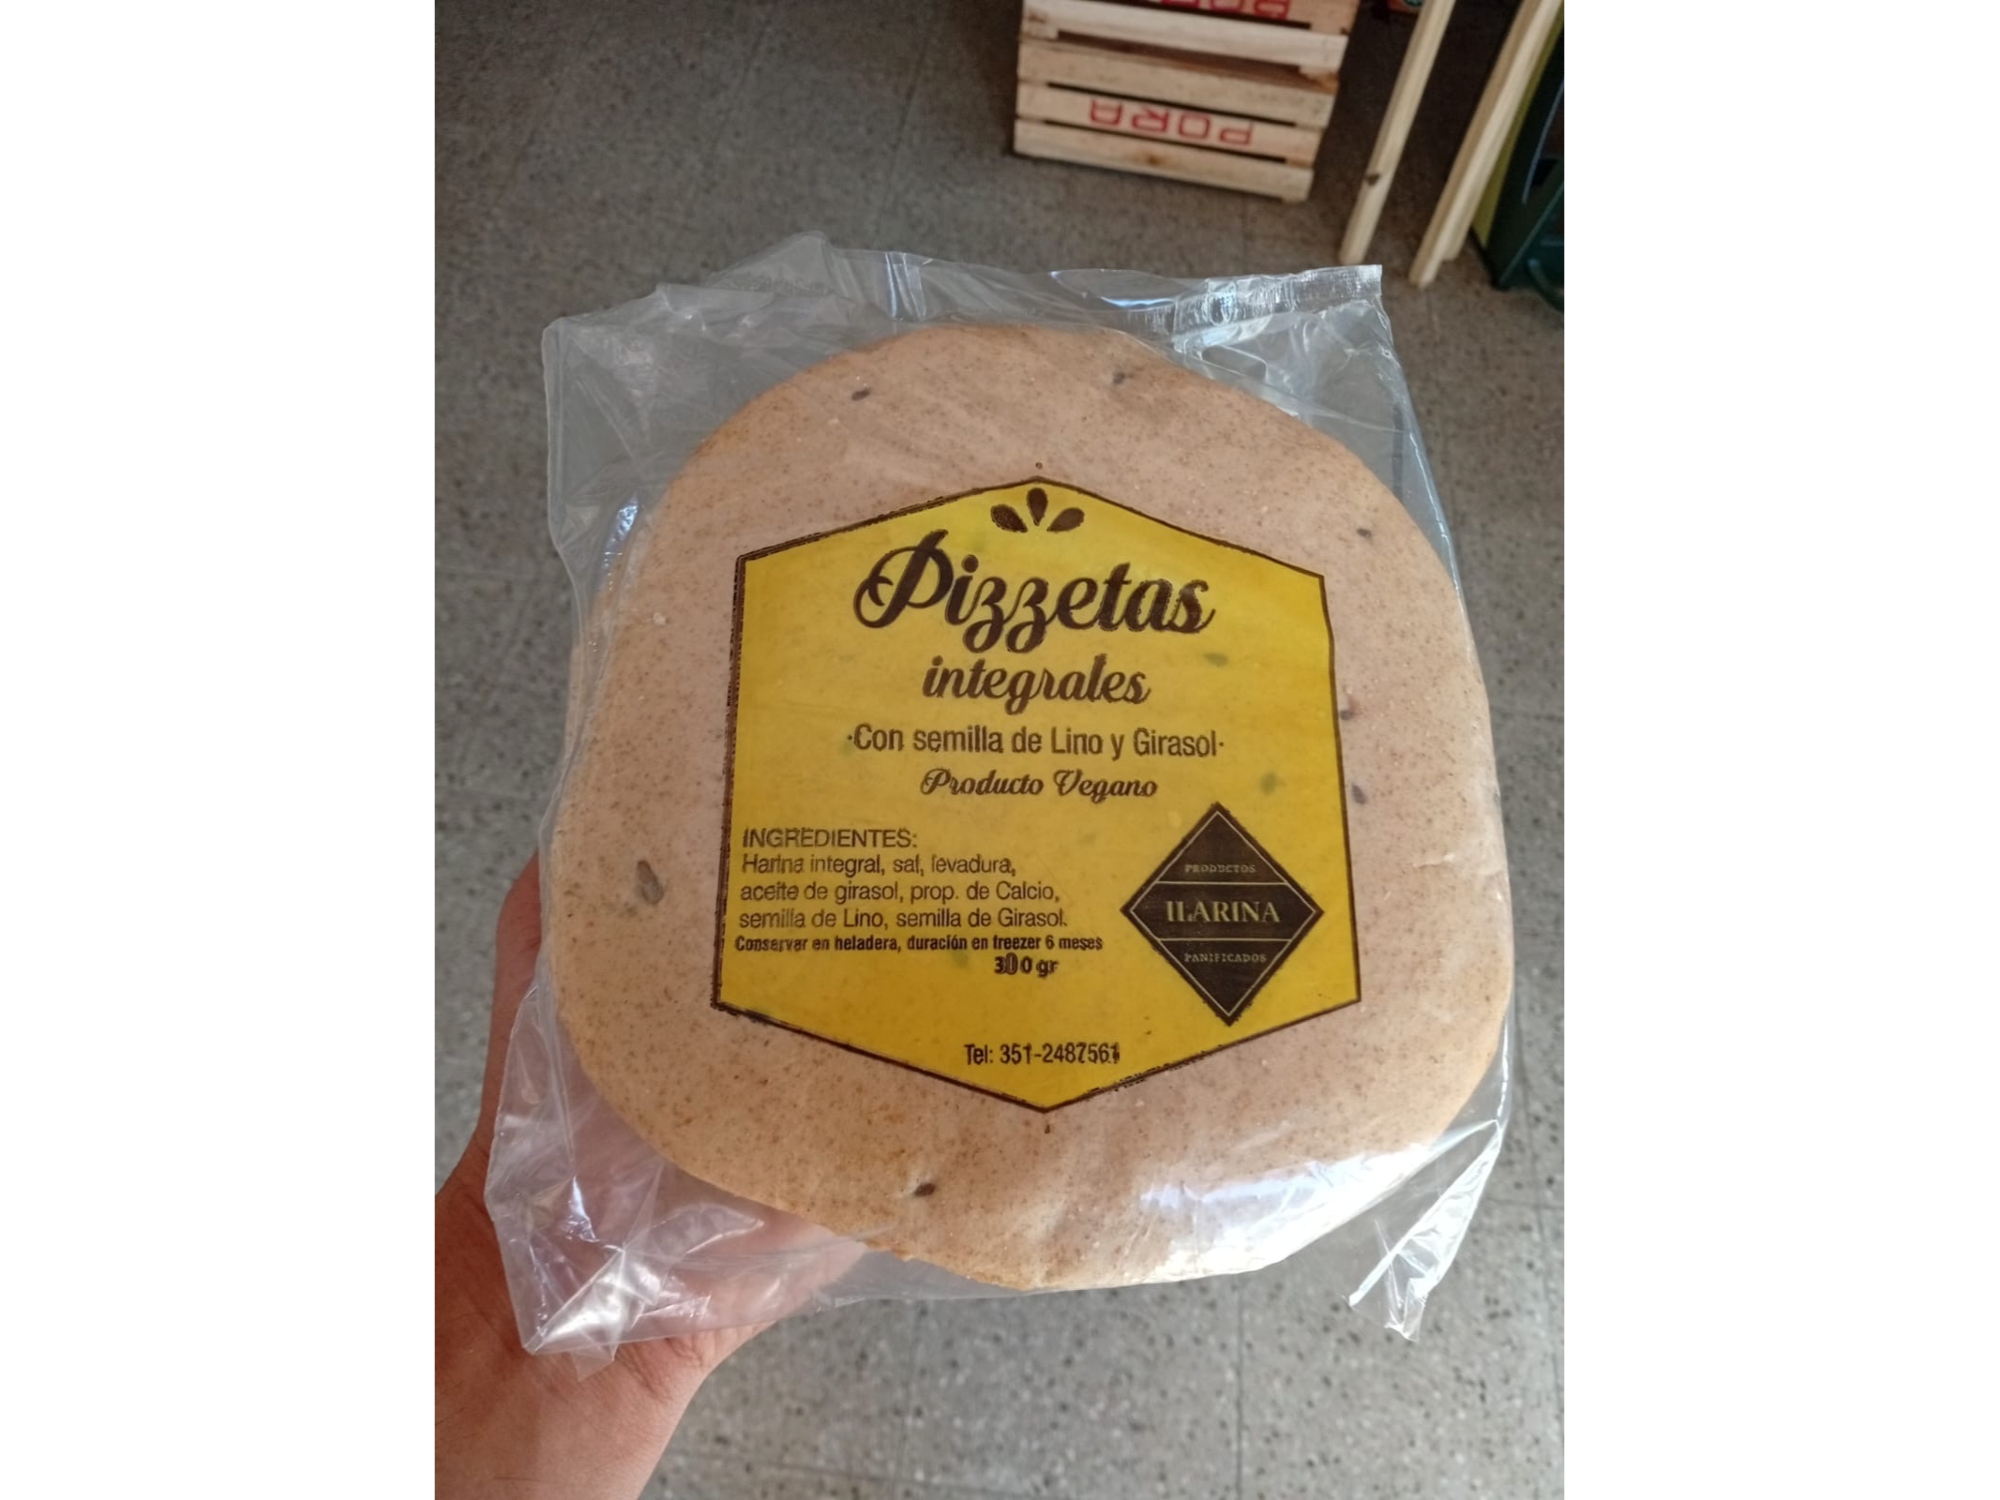 PORA
Pizzetas
integrales
·Con semilla de Lino y Girasol·
Producto Vegano
INGREDIENTES:
Harina integral, sal, levadura,
aceite de girasol, prop. de Calcio,
semilla de Lino, semilla de Girasol.
Conservar en heladera, duración en freezer 6 meses
300 gr
PRODUCTOS
ILARINA
PANIFICADOS
Tel: 351-2487561